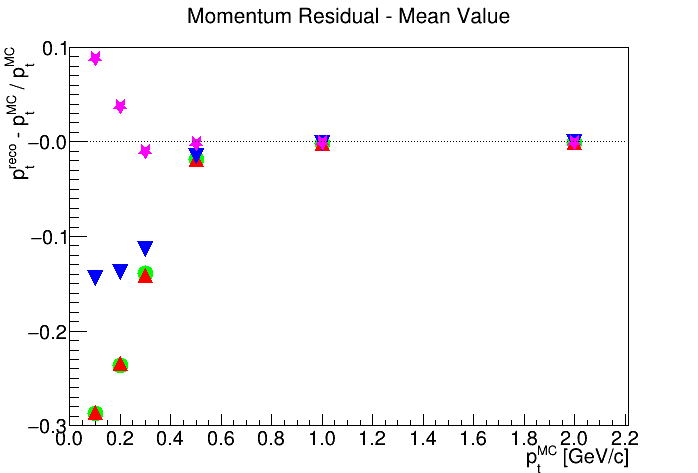 Momentum Residual - Mean Value
p_t^reco - p_t^MC / p_t^MC
0.1
−0.0
−0.1
−0.2
−0.3
0.0 0.2 0.4 0.6 0.8 1.0 1.2 1.4 1.6 1.8 2.0 2.2
p_t^MC [GeV/c]